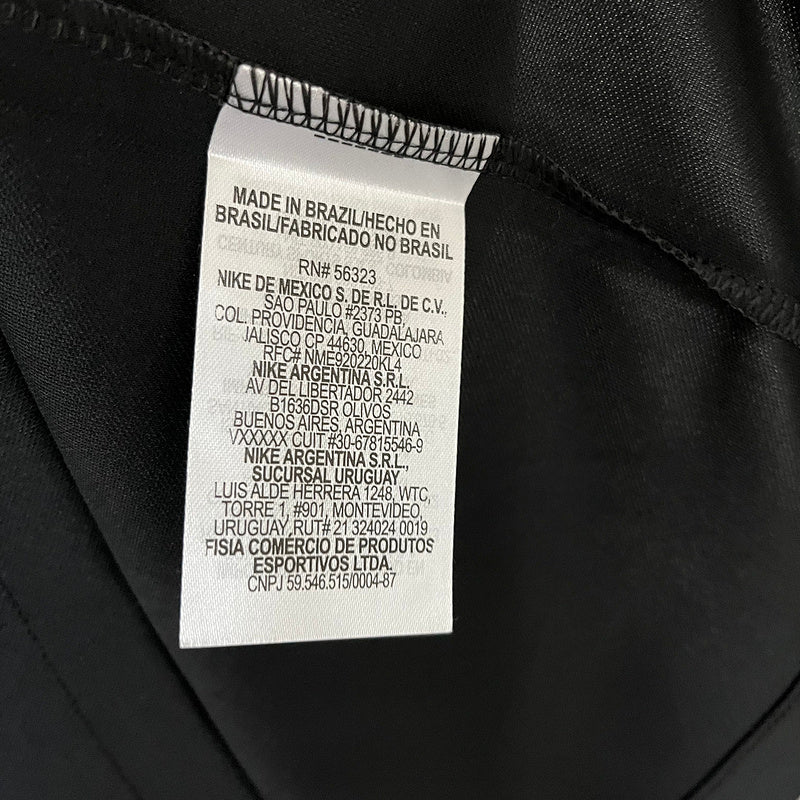 MADE IN BRAZIL/HECHO EN
BRASIL/FABRICADO NO BRASIL
RN# 56323
NIKE DE MEXICO S. DE R.L. DE C.V.,
SAO PAULO #2373 PB,
COL. PROVIDENCIA, GUADALAJARA
JALISCO CP 44630, MEXICO
RFC# NME920220KL4
NIKE ARGENTINA S.R.L.
AV DEL LIBERTADOR 2442
B1636DSR OLIVOS
BUENOS AIRES, ARGENTINA
VXXXXX CUIT #30-67815546-9
NIKE ARGENTINA S.R.L.,
SUCURSAL URUGUAY
LUIS ALDE HERRERA 1248, WTC,
TORRE 1, #901, MONTEVIDEO,
URUGUAY,RUT# 21 324024 0019
FISIA COMERCIO DE PRODUTOS
ESPORTIVOS LTDA.
CNPJ 59.546.515/0004-87